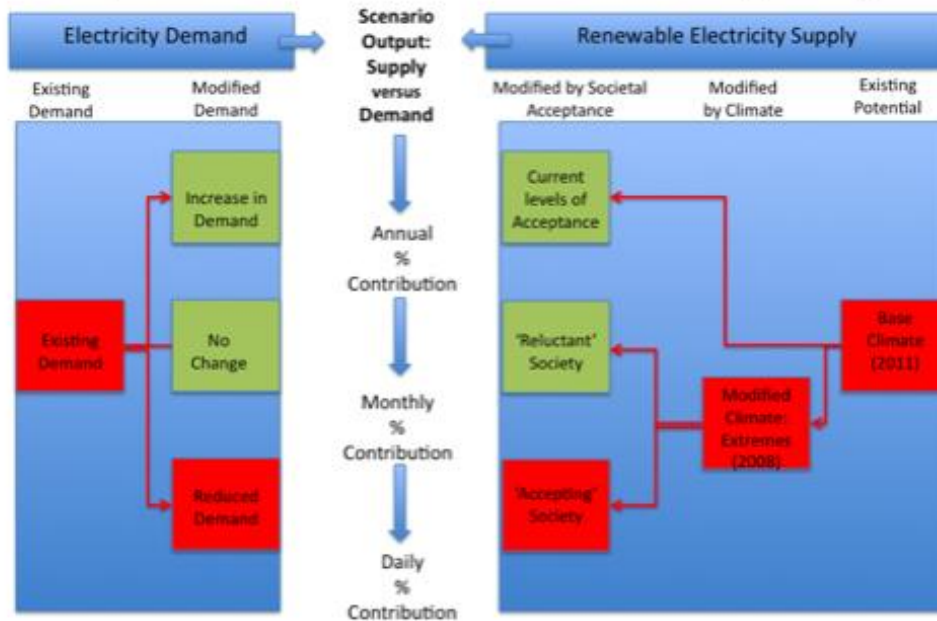 Electricity Demand
Scenario
Output:
Supply
versus
Demand
Renewable Electricity Supply
Existing
Demand
Modified
Demand
Modified by Societal
Acceptance
Modified
by Climate
Existing
Potential
Increase in
Demand
Existing
Demand
No
Change
Reduced
Demand
Annual
%
Contribution
Monthly
%
Contribution
Daily
%
Contribution
Current
levels of
Acceptance
'Reluctant'
Society
'Accepting'
Society
Modified
Climate:
Extremes
(2008)
Base
Climate
(2011)